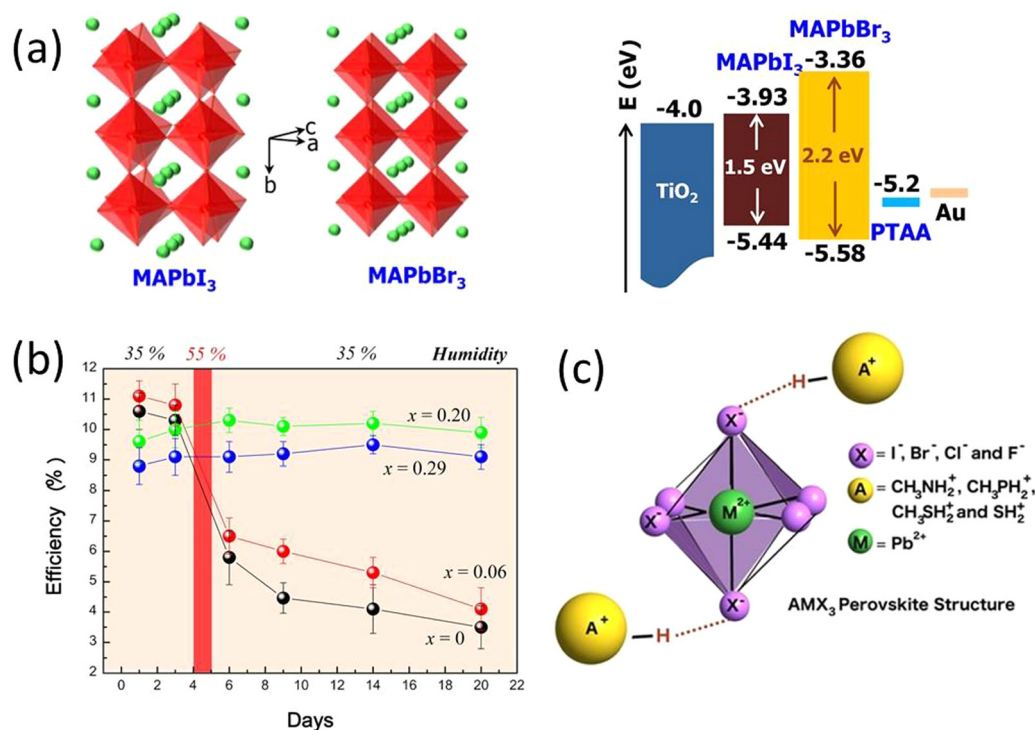 (a)
MAPbI₃
MAPbBr₃
c
a
b
E (eV)
MAPbBr₃
-3.36
MAPbI₃
-3.93
-4.0
1.5 eV
2.2 eV
TiO₂
-5.2
PTAA
Au
-5.44
-5.58
(b)
35 % 55 % 35 % Humidity
12
11
10
9
8
7
6
5
4
3
2
Efficiency (%)
x = 0.20
x = 0.29
x = 0.06
x = 0
0 2 4 6 8 10 12 14 16 18 20 22
Days
(c)
A⁺
H
X⁻
X⁻
M²⁺
X⁻
H
A⁺
X = I⁻, Br⁻, Cl⁻ and F⁻
A = CH₃NH₂⁺, CH₃PH₂⁺,
CH₃SH₂⁺ and SH₂⁺
M = Pb²⁺
AMX₃ Perovskite Structure